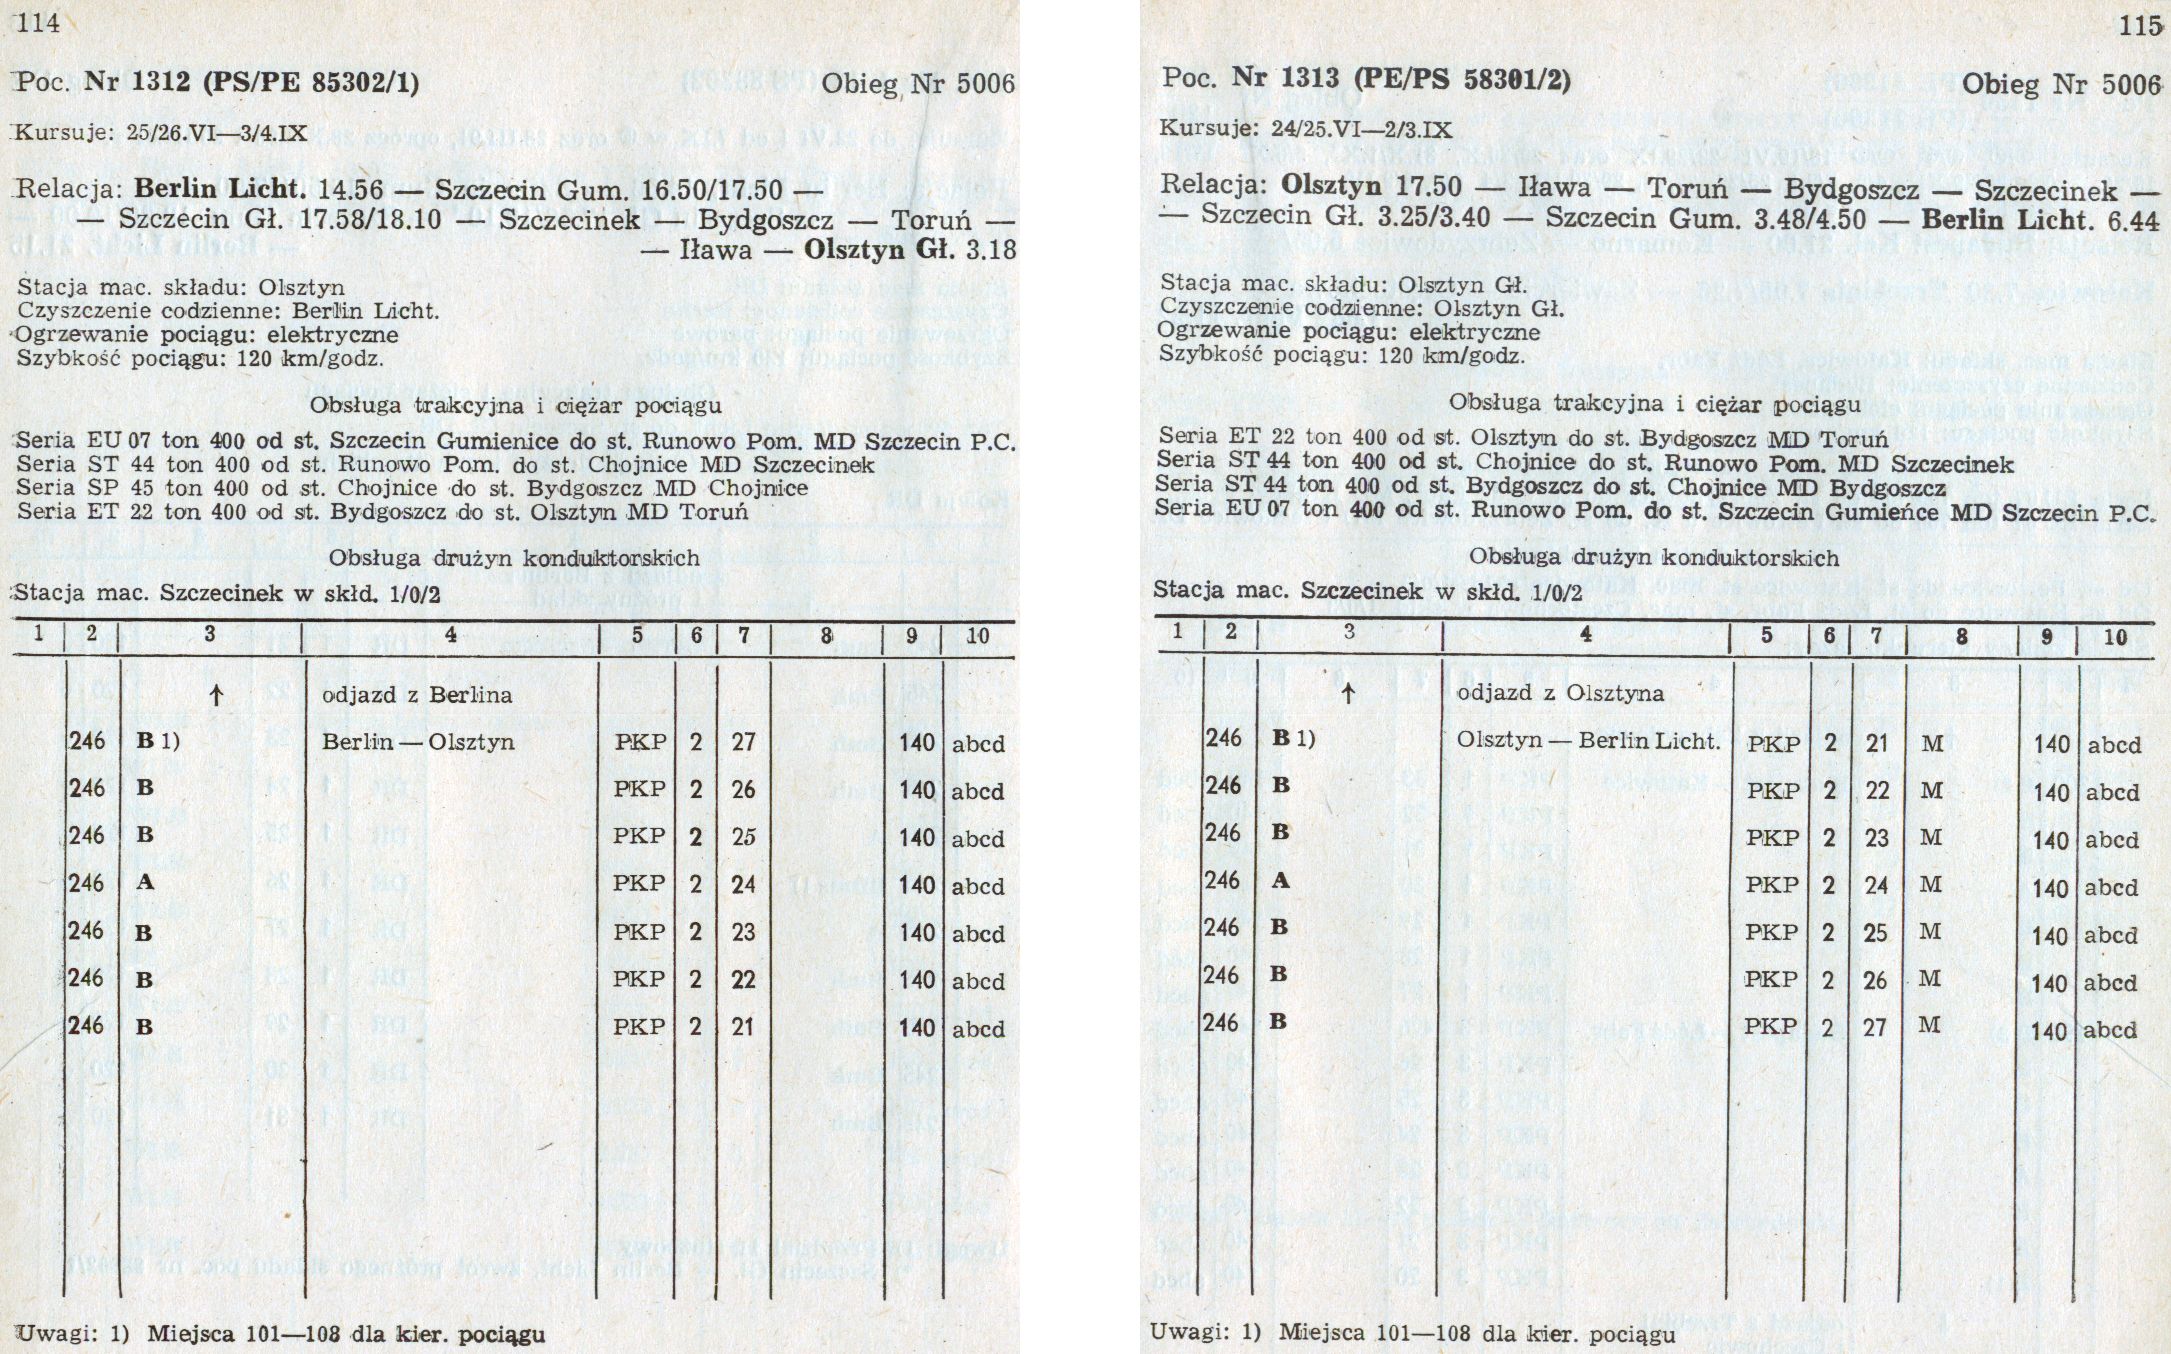 114
Poc. Nr 1312 (PS/PE 85302/1) Obieg Nr 5006
Kursuje: 25/26.VI—3/4.IX
Relacja: Berlin Licht. 14.56 — Szczecin Gum. 16.50/17.50 —
— Szczecin Gł. 17.58/18.10 — Szczecinek — Bydgoszcz — Toruń —
— Iława — Olsztyn Gł. 3.18
Stacja mac. składu: Olsztyn
Czyszczenie codzienne: Berlin Licht.
Ogrzewanie pociągu: elektryczne
Szybkość pociągu: 120 km/godz.
Obsługa trakcyjna i ciężar pociągu
Seria EU 07 ton 400 od st. Szczecin Gumienice do st. Runowo Pom. MD Szczecin P.C.
Seria ST 44 ton 400 od st. Runowo Pom. do st. Chojnice MD Szczecinek
Seria SP 45 ton 400 od st. Chojnice do st. Bydgoszcz MD Chojnice
Seria ET 22 ton 400 od st. Bydgoszcz do st. Olsztyn MD Toruń
Obsługa drużyn konduktorskich
Stacja mac. Szczecinek w skłd. 1/0/2
1 2 3 4 5 6 7 8 9 10
↑ odjazd z Berlina
246 B 1) Berlin — Olsztyn PKP 2 27 140 abcd
246 B PKP 2 26 140 abcd
246 B PKP 2 25 140 abcd
246 A PKP 2 24 140 abcd
246 B PKP 2 23 140 abcd
246 B PKP 2 22 140 abcd
246 B PKP 2 21 140 abcd
Uwagi: 1) Miejsca 101—108 dla kier. pociągu
115
Poc. Nr 1313 (PE/PS 58301/2) Obieg Nr 5006
Kursuje: 24/25.VI—2/3.IX
Relacja: Olsztyn 17.50 — Iława — Toruń — Bydgoszcz — Szczecinek —
— Szczecin Gł. 3.25/3.40 — Szczecin Gum. 3.48/4.50 — Berlin Licht. 6.44
Stacja mac. składu: Olsztyn Gł.
Czyszczenie codzienne: Olsztyn Gł.
Ogrzewanie pociągu: elektryczne
Szybkość pociągu: 120 km/godz.
Obsługa trakcyjna i ciężar pociągu
Seria ET 22 ton 400 od st. Olsztyn do st. Bydgoszcz MD Toruń
Seria ST 44 ton 400 od st. Chojnice do st. Runowo Pom. MD Szczecinek
Seria ST 44 ton 400 od st. Bydgoszcz do st. Chojnice MD Bydgoszcz
Seria EU 07 ton 400 od st. Runowo Pom. do st. Szczecin Gumieńce MD Szczecin P.C.
Obsługa drużyn konduktorskich
Stacja mac. Szczecinek w skłd. 1/0/2
1 2 3 4 5 6 7 8 9 10
↑ odjazd z Olsztyna
246 B 1) Olsztyn — Berlin Licht. PKP 2 21 M 140 abcd
246 B PKP 2 22 M 140 abcd
246 B PKP 2 23 M 140 abcd
246 A PKP 2 24 M 140 abcd
246 B PKP 2 25 M 140 abcd
246 B PKP 2 26 M 140 abcd
246 B PKP 2 27 M 140 abcd
Uwagi: 1) Miejsca 101—108 dla kier. pociągu